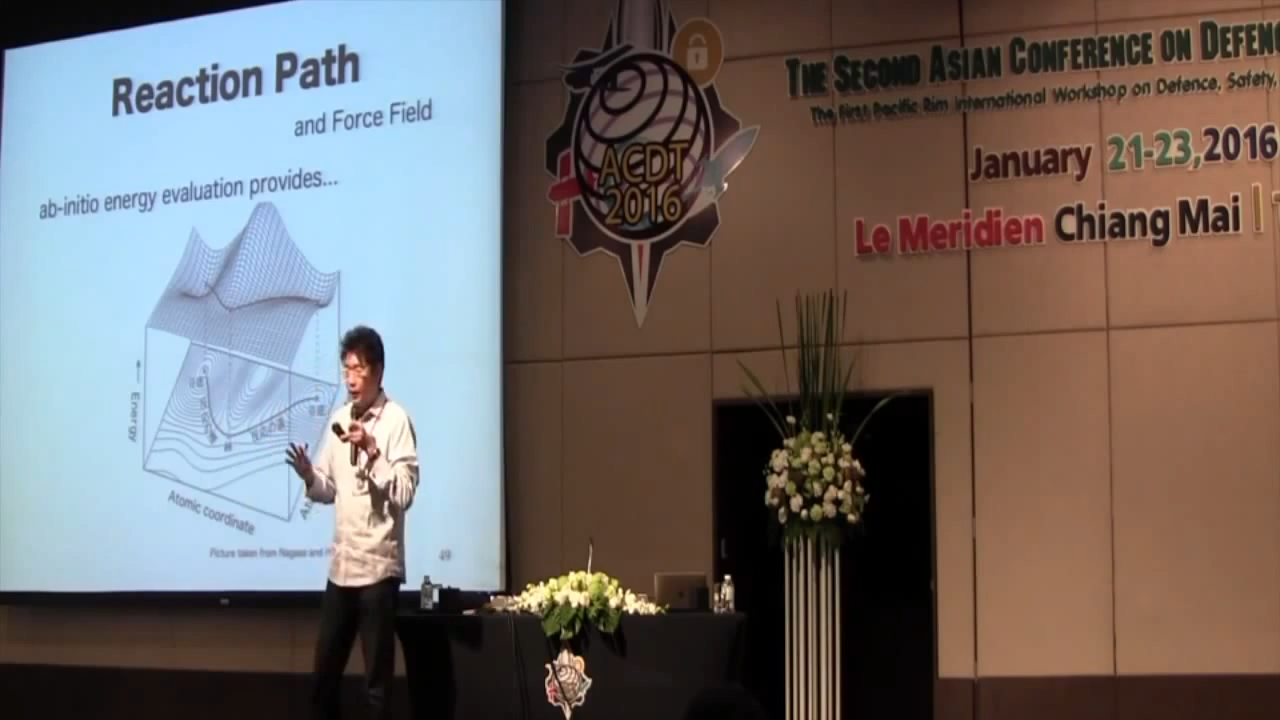 Reaction Path
and Force Field
ab-initio energy evaluation provides...
Energy
Atomic coordinate
Picture taken from Nagase and
49
ACDT
2016
THE SECOND ASIAN CONFERENCE ON DEFEN
The First Pacific Rim International Workshop on Defence, Safety,
January 21-23,2016
Le Meridien Chiang Mai |